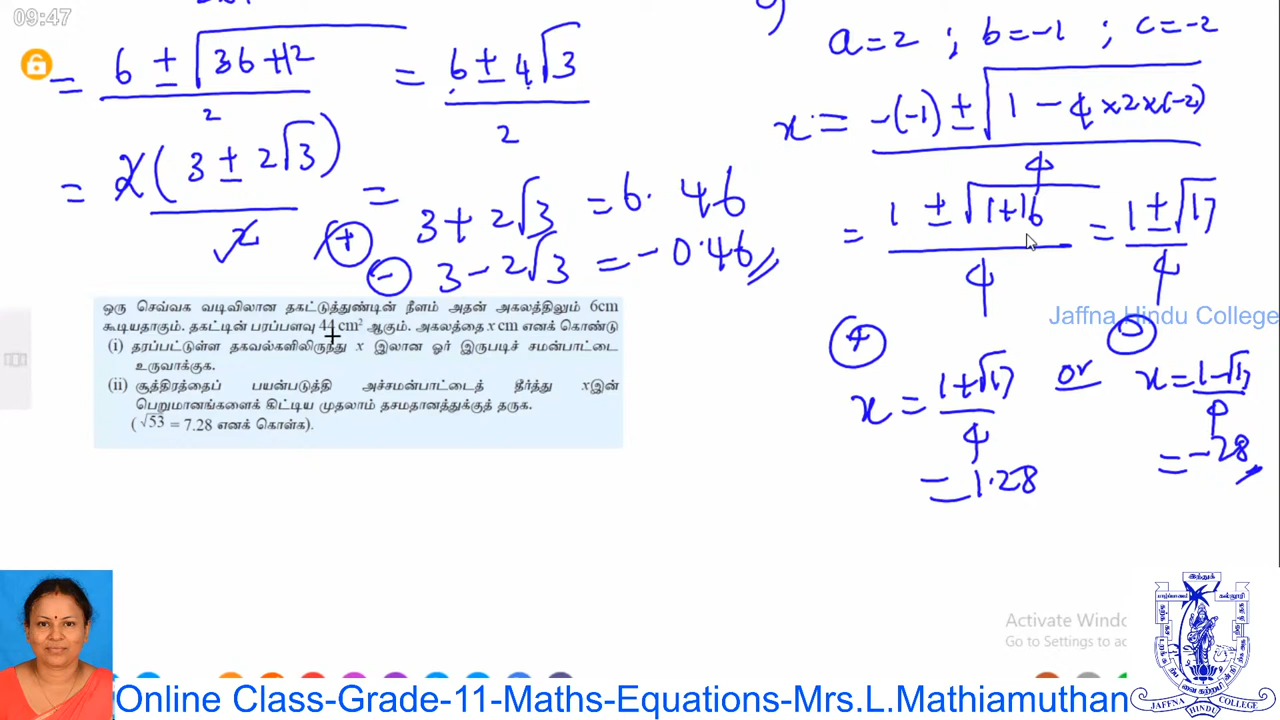 09:47
a=2 ; b=-1 ; c=-2
= 6 ± √36+12 / 2 = 6 ± 4√3 / 2
x = -(-1) ± √1 - 4×2×(-2) / 4
= 2(3 ± 2√3) / 2 =
+ 3 + 2√3 = 6.46
- 3 - 2√3 = -0.46
= 1 ± √1+16 / 4 = 1 ± √17 / 4
ஒரு செவ்வக வடிவிலான தகட்டுத்துண்டின் நீளம் அதன் அகலத்திலும் 6cm
கூடியதாகும். தகட்டின் பரப்பளவு 44 cm² ஆகும். அகலத்தை x cm எனக் கொண்டு
(i) தரப்பட்டுள்ள தகவல்களிலிருந்து x இலான ஓர் இருபடிச் சமன்பாட்டை
உருவாக்குக.
(ii) சூத்திரத்தைப் பயன்படுத்தி அச்சமன்பாட்டைத் தீர்த்து xஇன்
பெறுமானங்களைக் கிட்டிய முதலாம் தசமதானத்துக்குத் தருக.
(√53 = 7.28 எனக் கொள்க).
Jaffna Hindu College
+ -
x = 1+√17 / 4 or x = 1-√17 / 4
= 1.28 = -28
Activate Windo
Go to Settings to ac
Online Class-Grade-11-Maths-Equations-Mrs.L.Mathiamuthan
JAFFNA HINDU COLLEGE